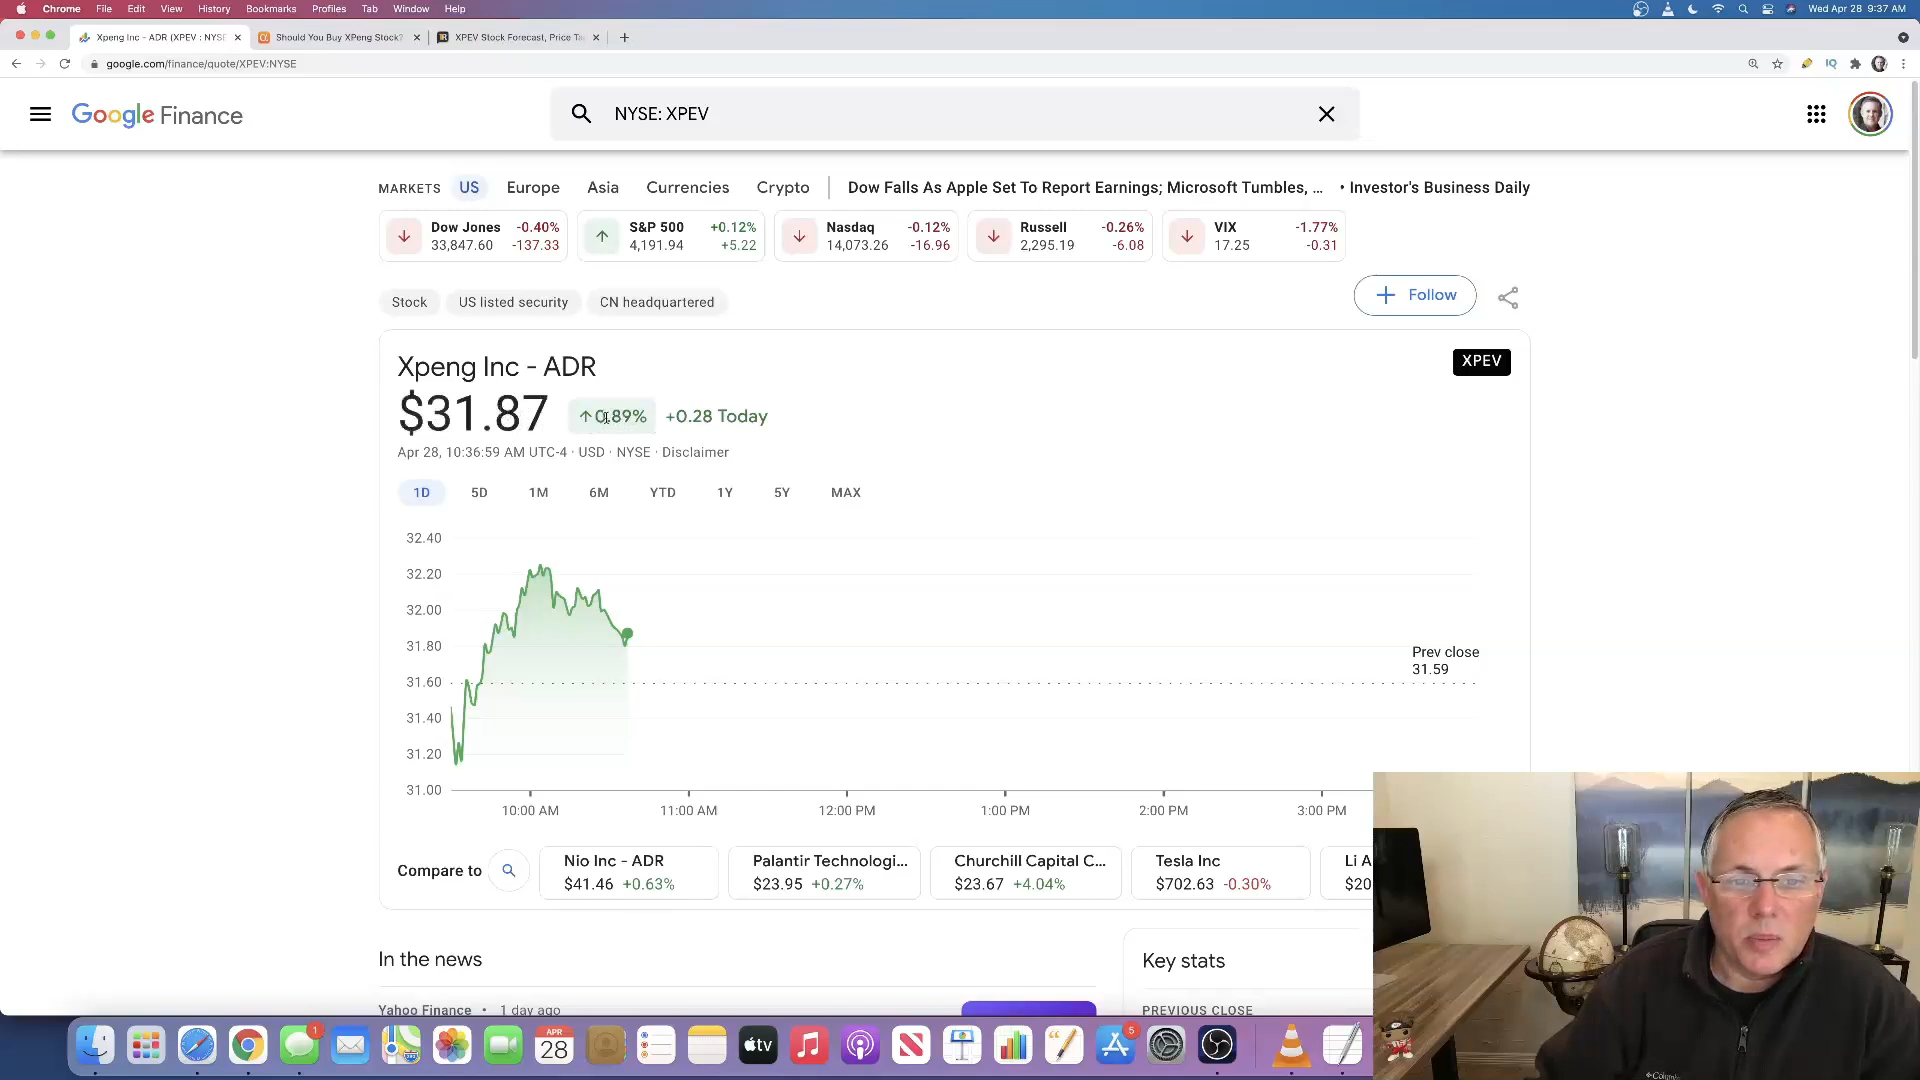 Chrome File Edit View History Bookmarks Profiles Tab Window Help
Wed Apr 28 9:37 AM
Xpeng Inc - ADR (XPEV : NYSE
Should You Buy XPeng Stock?
XPEV Stock Forecast, Price Ta
google.com/finance/quote/XPEV:NYSE
Google Finance
NYSE: XPEV
MARKETS US Europe Asia Currencies Crypto
Dow Falls As Apple Set To Report Earnings; Microsoft Tumbles, ... • Investor's Business Daily
Dow Jones -0.40%
33,847.60 -137.33
S&P 500 +0.12%
4,191.94 +5.22
Nasdaq -0.12%
14,073.26 -16.96
Russell -0.26%
2,295.19 -6.08
VIX -1.77%
17.25 -0.31
Stock
US listed security
CN headquartered
Follow
Xpeng Inc - ADR
XPEV
$31.87 ↑0.89% +0.28 Today
Apr 28, 10:36:59 AM UTC-4 · USD · NYSE · Disclaimer
1D 5D 1M 6M YTD 1Y 5Y MAX
32.40
32.20
32.00
31.80
31.60
31.40
31.20
31.00
Prev close
31.59
10:00 AM 11:00 AM 12:00 PM 1:00 PM 2:00 PM 3:00 PM
Compare to
Nio Inc - ADR
$41.46 +0.63%
Palantir Technologi...
$23.95 +0.27%
Churchill Capital C...
$23.67 +4.04%
Tesla Inc
$702.63 -0.30%
Li A
$20
In the news
Yahoo Finance • 1 day ago
Key stats
PREVIOUS CLOSE
1
APR
28
tv
5
Columbia